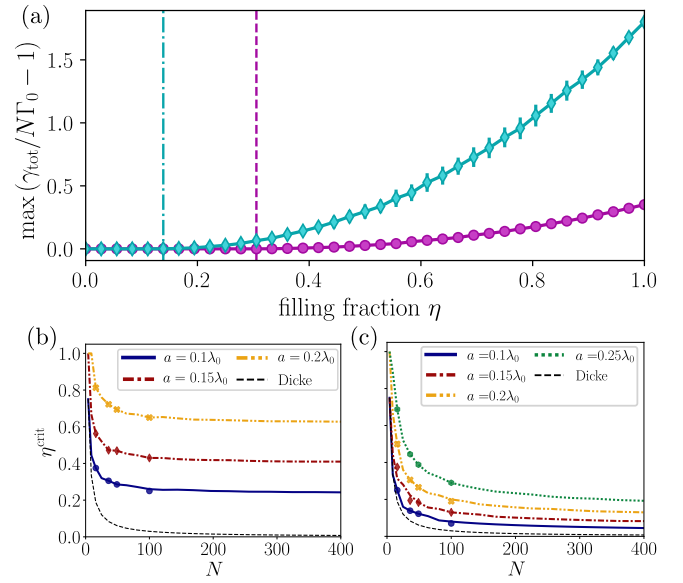 (a)
max (γ_tot/NΓ_0 − 1)
1.5
1.0
0.5
0.0
0.0 0.2 0.4 0.6 0.8 1.0
filling fraction η
(b)
η^crit
1.0
0.8
0.6
0.4
0.2
0.0
a = 0.1λ_0
a = 0.15λ_0
a = 0.2λ_0
Dicke
0 100 200 300 400
N
(c)
a =0.1λ_0
a =0.15λ_0
a =0.2λ_0
a =0.25λ_0
Dicke
0 100 200 300 400
N